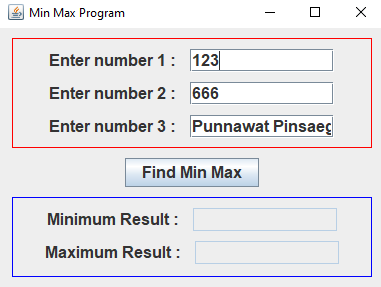 Min Max Program
Enter number 1 : 123
Enter number 2 : 666
Enter number 3 : Punnawat Pinsaeg
Find Min Max
Minimum Result :
Maximum Result :